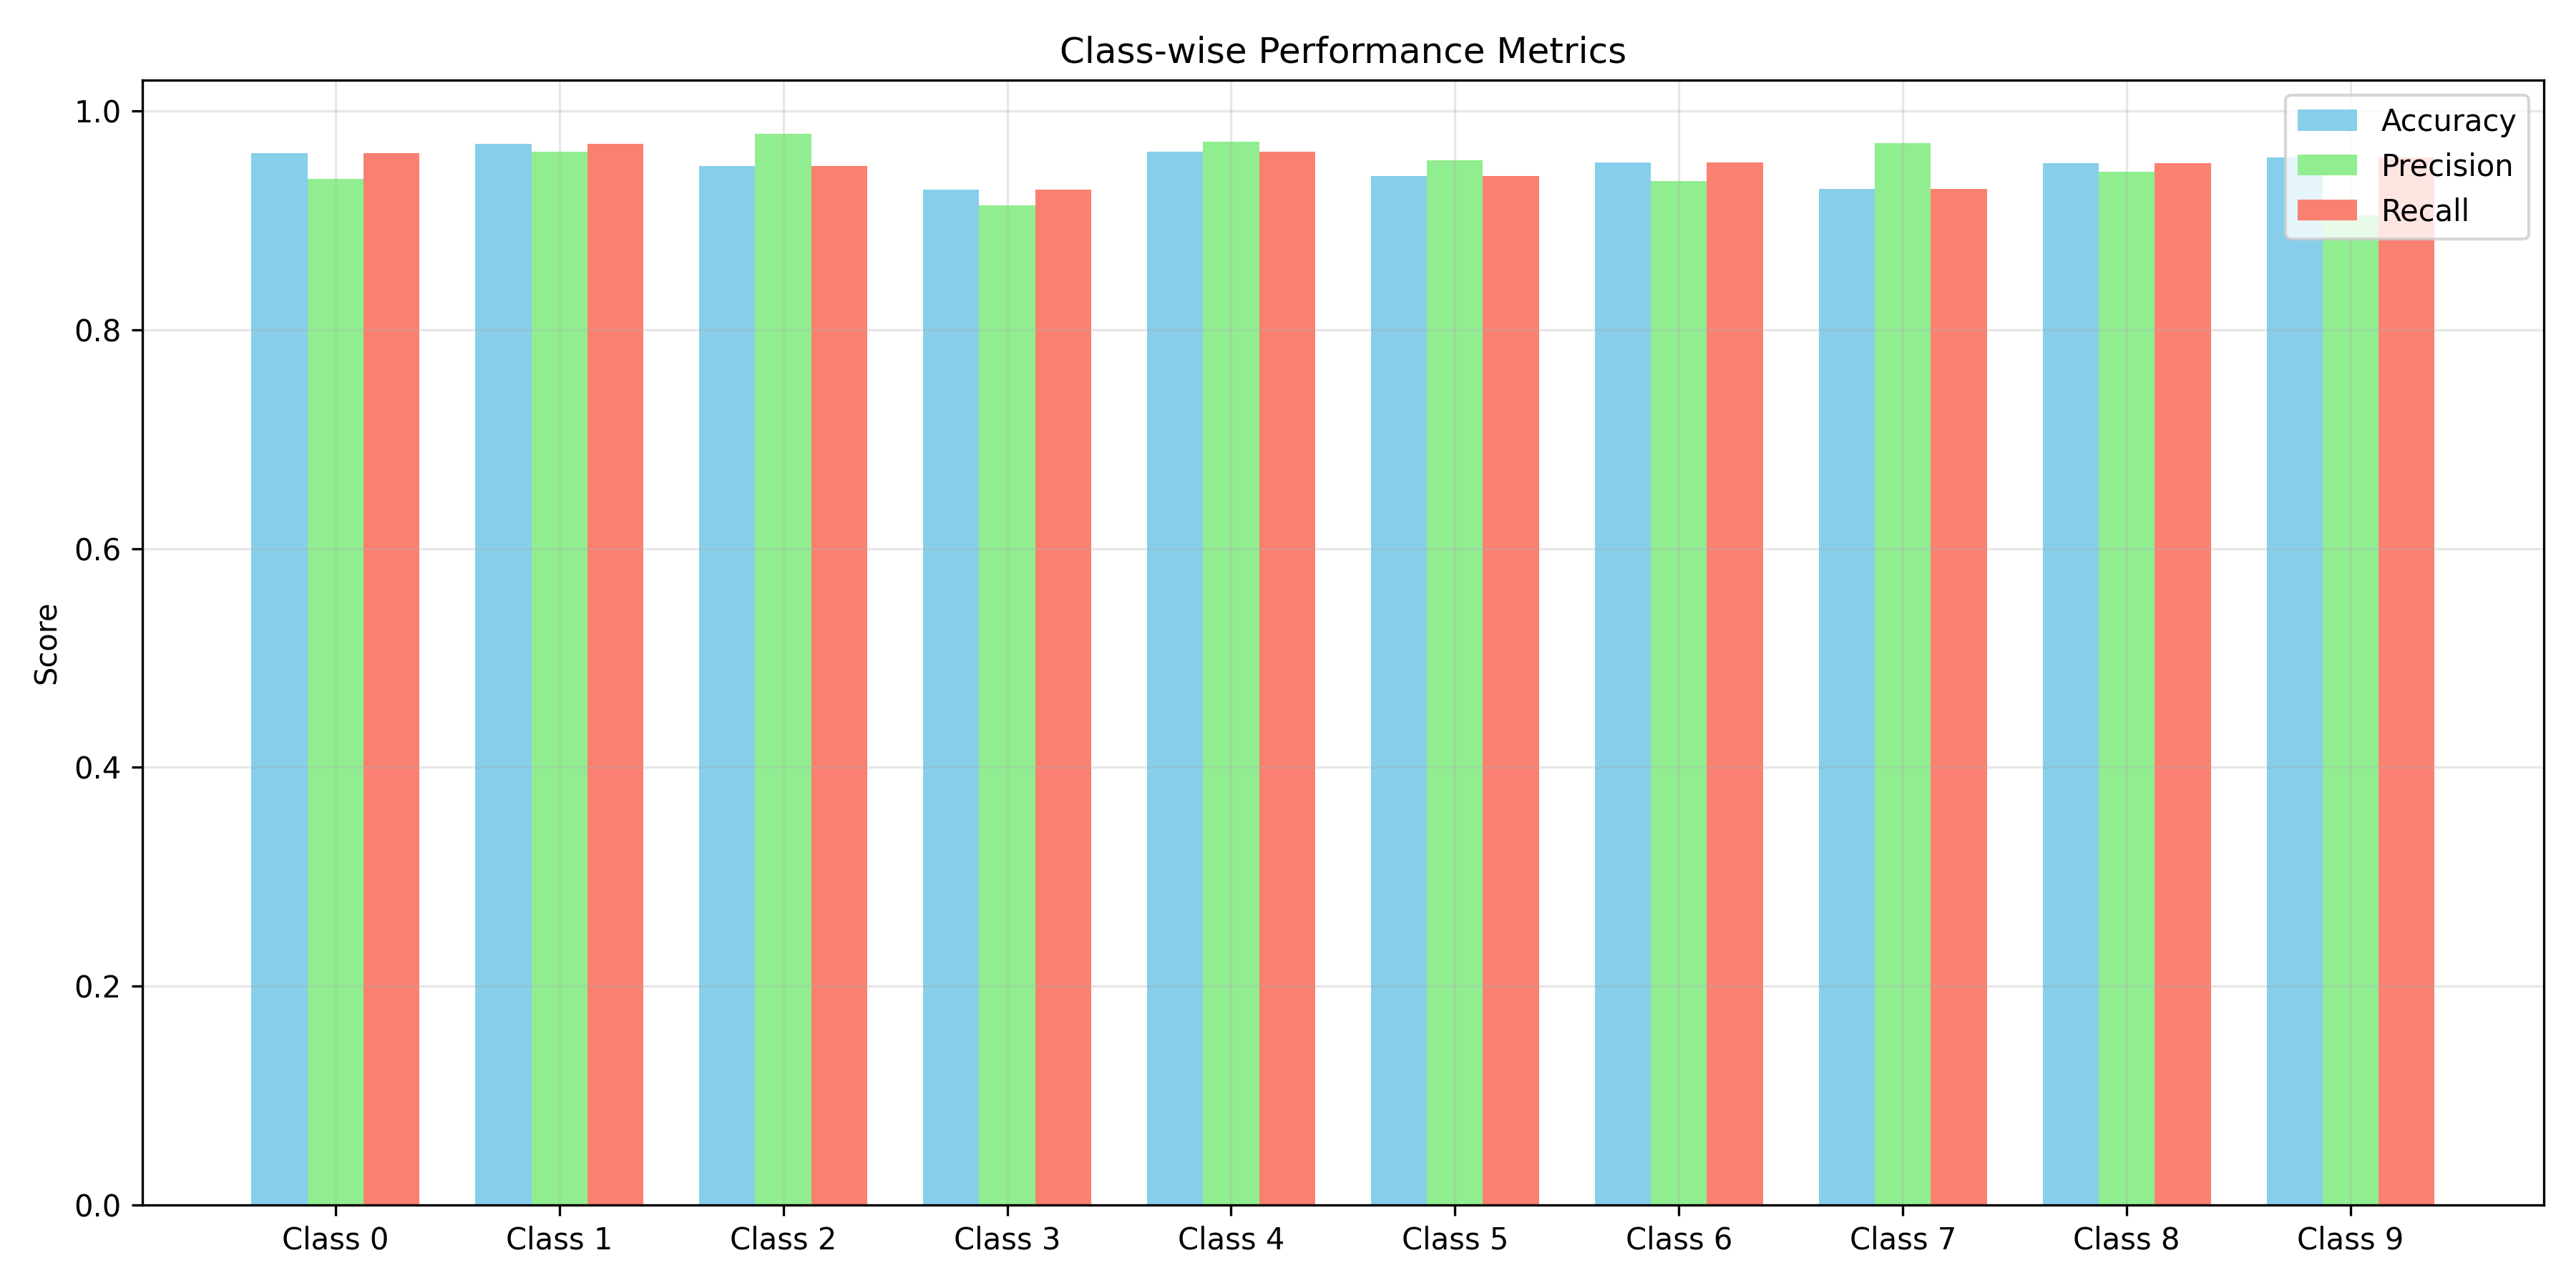 Class-wise Performance Metrics
1.0
0.8
0.6
0.4
0.2
0.0
Score
Accuracy
Precision
Recall
Class 0
Class 1
Class 2
Class 3
Class 4
Class 5
Class 6
Class 7
Class 8
Class 9